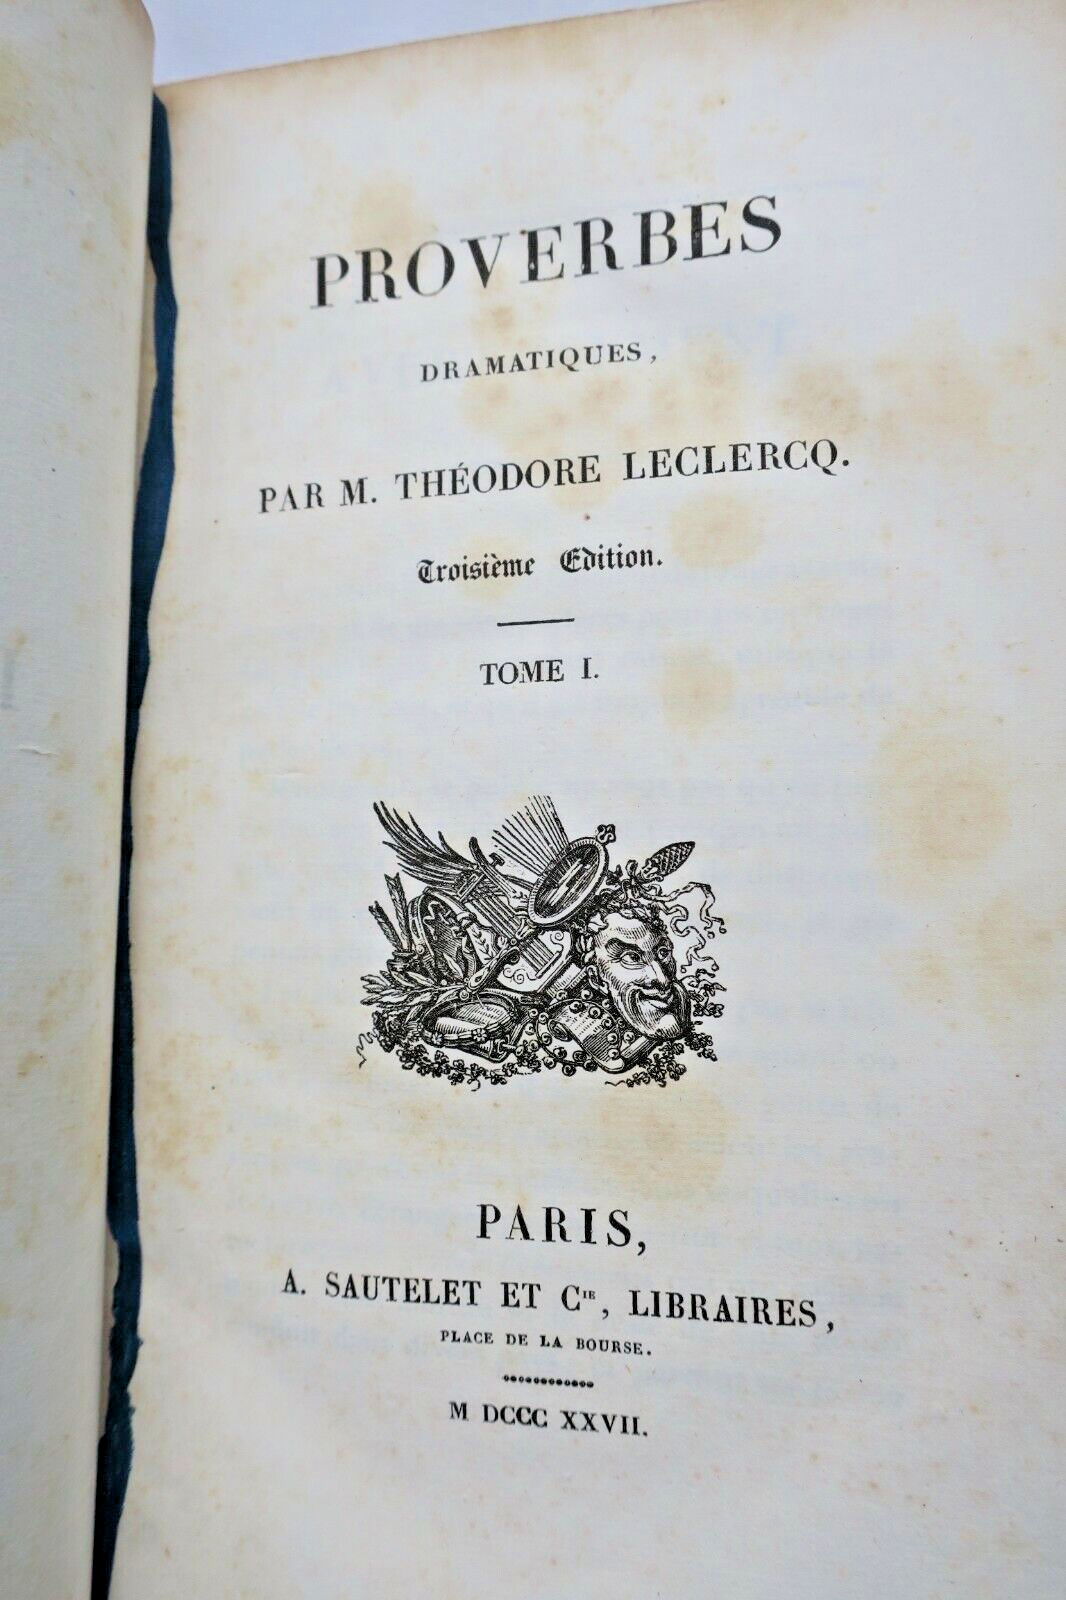 PROVERBES
DRAMATIQUES,
PAR M. THÉODORE LECLERCQ.
Troisième Edition.
TOME I.
PARIS,
A. SAUTELET ET CIE, LIBRAIRES,
PLACE DE LA BOURSE.
M DCCC XXVII.